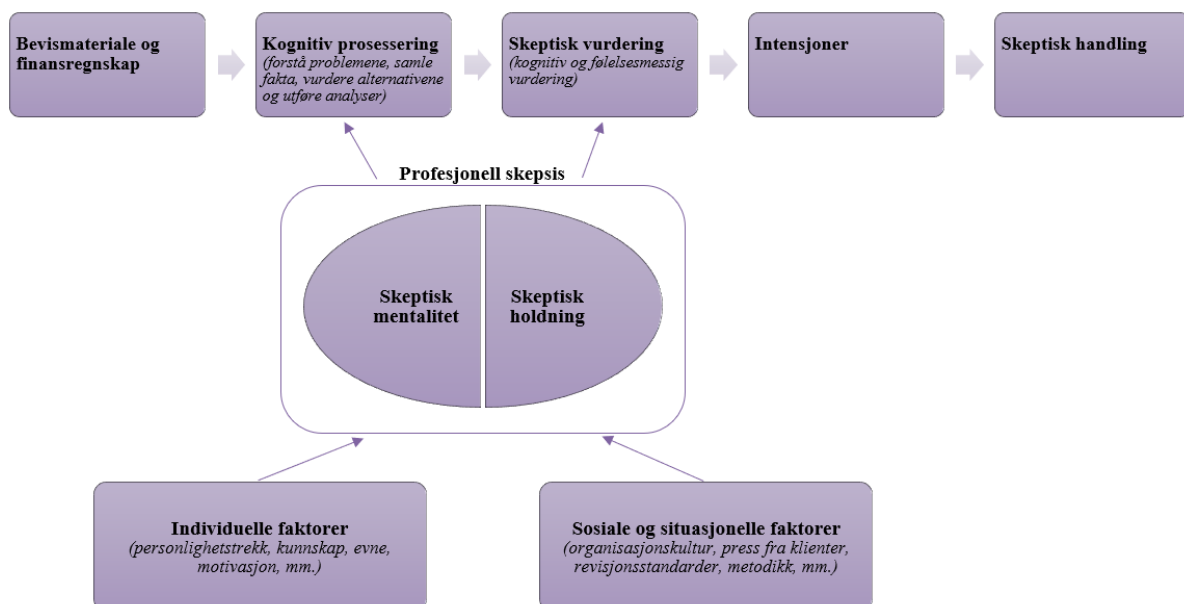 Bevismateriale og
finansregnskap
Kognitiv prosessering
(forstå problemene, samle
fakta, vurdere alternativene
og utføre analyser)
Skeptisk vurdering
(kognitiv og følelsesmessig
vurdering)
Intensjoner
Skeptisk handling
Profesjonell skepsis
Skeptisk
mentalitet
Skeptisk
holdning
Individuelle faktorer
(personlighetstrekk, kunnskap, evne,
motivasjon, mm.)
Sosiale og situasjonelle faktorer
(organisasjonskultur, press fra klienter,
revisjonsstandarder, metodikk, mm.)